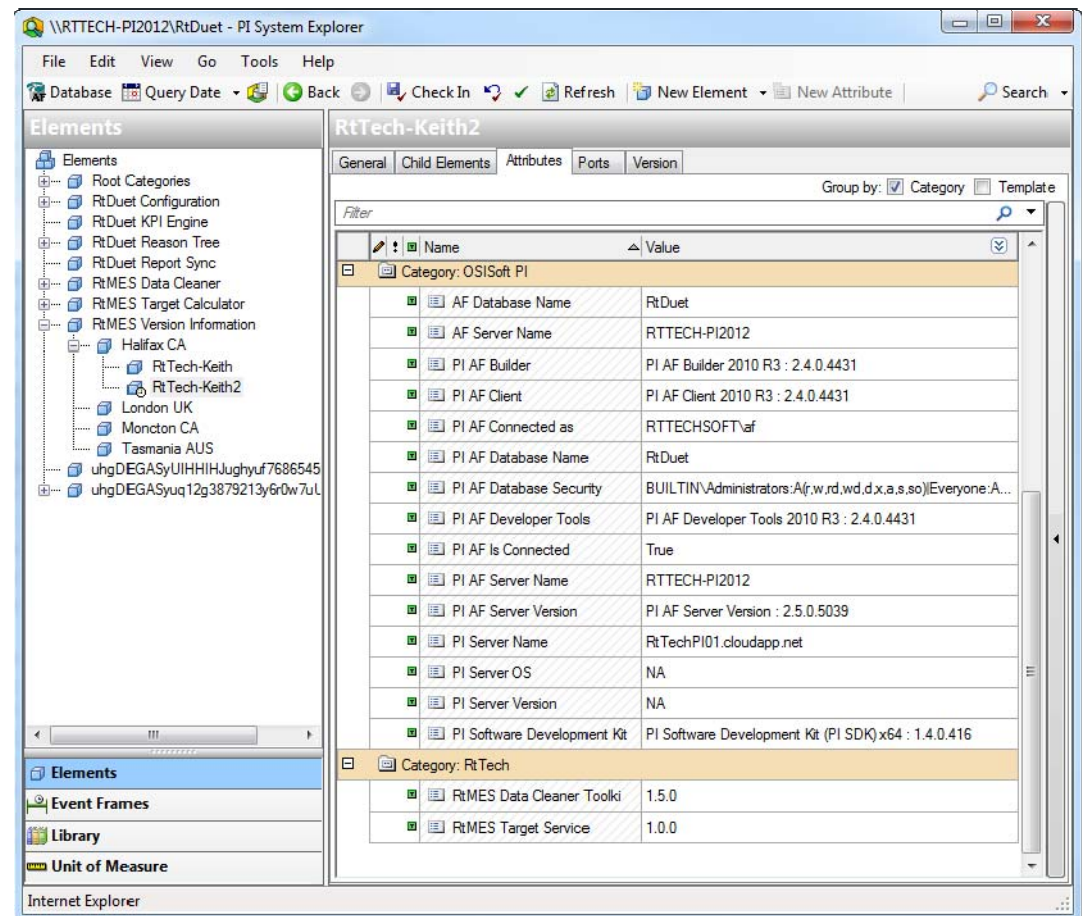 \\RTTECH-PI2012\RtDuet - PI System Explorer
File Edit View Go Tools Help
Database Query Date Back Check In Refresh New Element New Attribute Search
Elements
Elements
Root Categories
RtDuet Configuration
RtDuet KPI Engine
RtDuet Reason Tree
RtDuet Report Sync
RtMES Data Cleaner
RtMES Target Calculator
RtMES Version Information
Halifax CA
RtTech-Keith
RtTech-Keith2
London UK
Moncton CA
Tasmania AUS
Elements
Event Frames
Library
Unit of Measure
RtTech-Keith2
General Child Elements Attributes Ports Version
Group by: Category Template
Filter
Name Value
Category: OSISoft PI
AF Database Name RtDuet
AF Server Name RTTECH-PI2012
PI AF Builder PI AF Builder 2010 R3 : 2.4.0.4431
PI AF Client PI AF Client 2010 R3 : 2.4.0.4431
PI AF Connected as RTTECHSOFT\af
PI AF Database Name RtDuet
PI AF Database Security BUILTIN\Administrators:A(r,w,rd,wd,d,x,a,s,so)|Everyone:A...
PI AF Developer Tools PI AF Developer Tools 2010 R3 : 2.4.0.4431
PI AF Is Connected True
PI AF Server Name RTTECH-PI2012
PI AF Server Version PI AF Server Version : 2.5.0.5039
PI Server Name RtTechPI01.cloudapp.net
PI Server OS NA
PI Server Version NA
PI Software Development Kit PI Software Development Kit (PI SDK) x64 : 1.4.0.416
Category: RtTech
RtMES Data Cleaner Toolki 1.5.0
RtMES Target Service 1.0.0
Internet Explorer